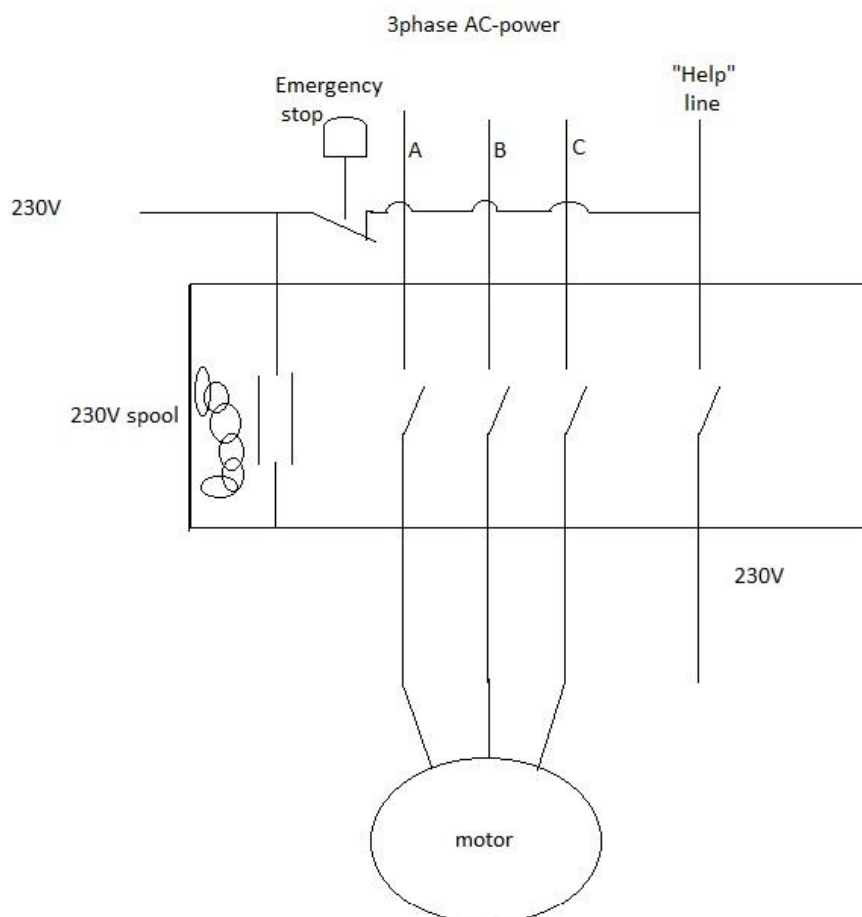 3phase AC-power
"Help"
line
Emergency
stop
A
B
C
230V
230V spool
230V
motor